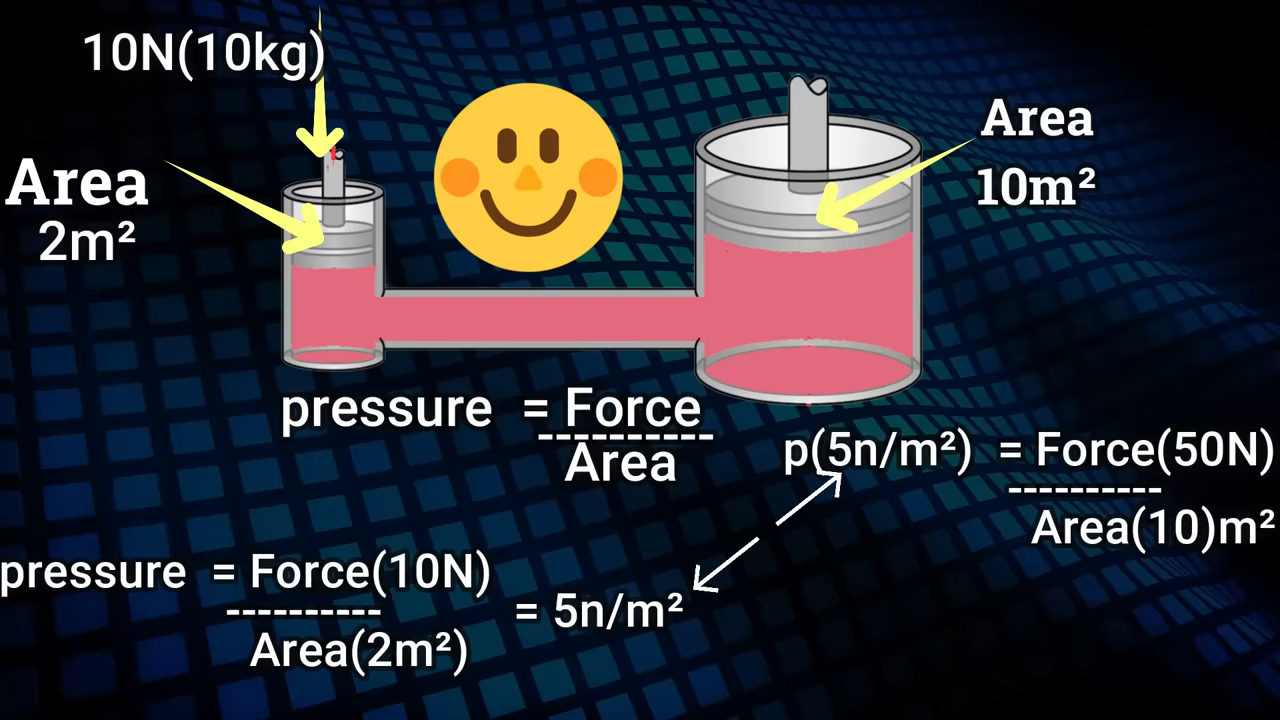 10N(10kg)
Area
2m²
Area
10m²
pressure = Force
----------
Area
p(5n/m²) = Force(50N)
----------
Area(10)m²
pressure = Force(10N)
----------
Area(2m²)
= 5n/m²